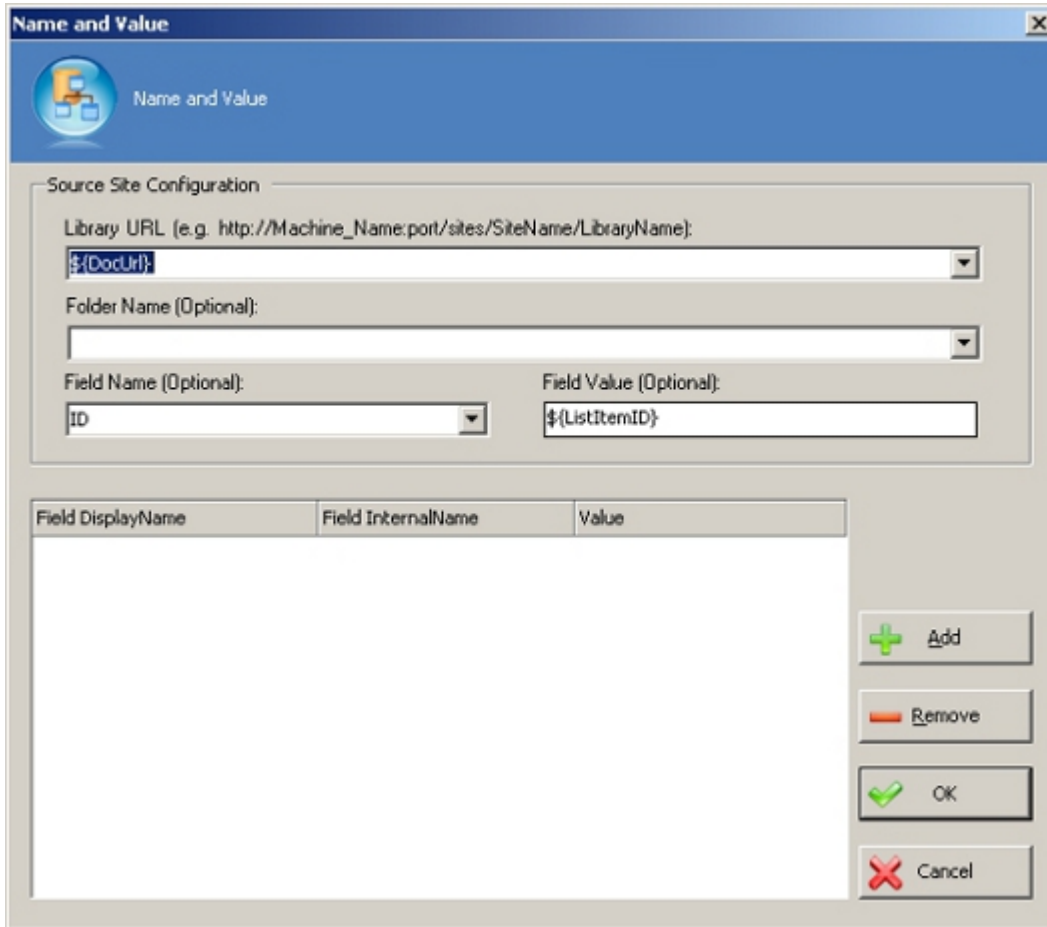 Name and Value
Name and Value
Source Site Configuration
Library URL (e.g. http://Machine_Name:port/sites/SiteName/LibraryName):
${DocUrl}
Folder Name (Optional):
Field Name (Optional): Field Value (Optional):
ID ${ListItemID}
Field DisplayName Field InternalName Value
Add
Remove
OK
Cancel